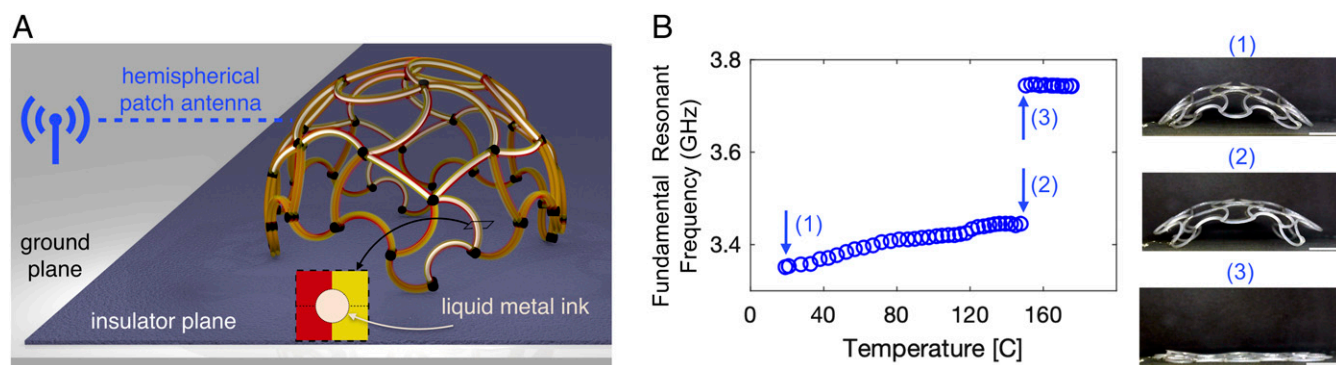 A
hemispherical
patch antenna
ground
plane
insulator plane
liquid metal ink
B
Fundamental Resonant
Frequency (GHz)
3.8
3.6
3.4
0
40
80
120
160
Temperature [C]
(1)
(2)
(3)
(1)
(2)
(3)